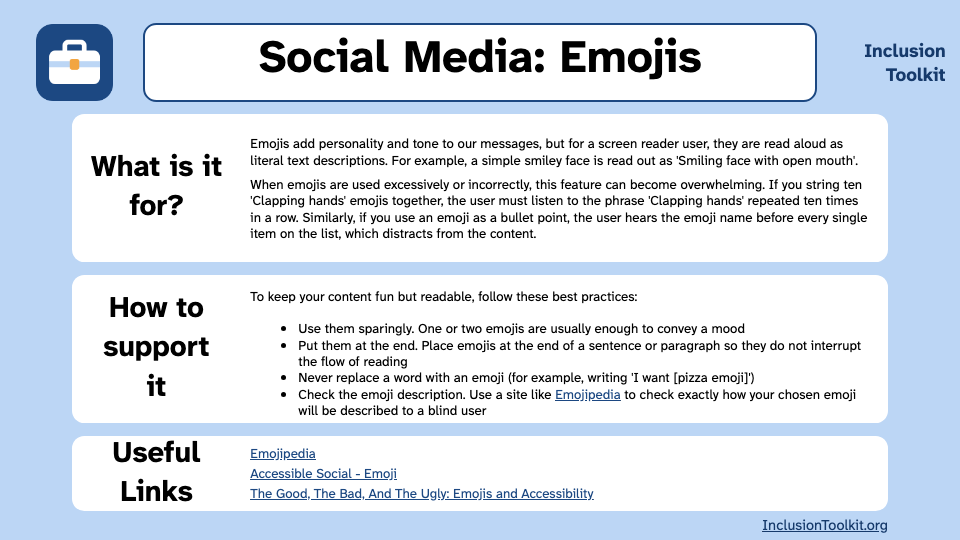 Social Media: Emojis
Inclusion
Toolkit
What is it
for?
Emojis add personality and tone to our messages, but for a screen reader user, they are read aloud as
literal text descriptions. For example, a simple smiley face is read out as 'Smiling face with open mouth'.
When emojis are used excessively or incorrectly, this feature can become overwhelming. If you string ten
'Clapping hands' emojis together, the user must listen to the phrase 'Clapping hands' repeated ten times
in a row. Similarly, if you use an emoji as a bullet point, the user hears the emoji name before every single
item on the list, which distracts from the content.
How to
support
it
To keep your content fun but readable, follow these best practices:
• Use them sparingly. One or two emojis are usually enough to convey a mood
• Put them at the end. Place emojis at the end of a sentence or paragraph so they do not interrupt
the flow of reading
• Never replace a word with an emoji (for example, writing 'I want [pizza emoji]')
• Check the emoji description. Use a site like Emojipedia to check exactly how your chosen emoji
will be described to a blind user
Useful
Links
Emojipedia
Accessible Social - Emoji
The Good, The Bad, And The Ugly: Emojis and Accessibility
InclusionToolkit.org